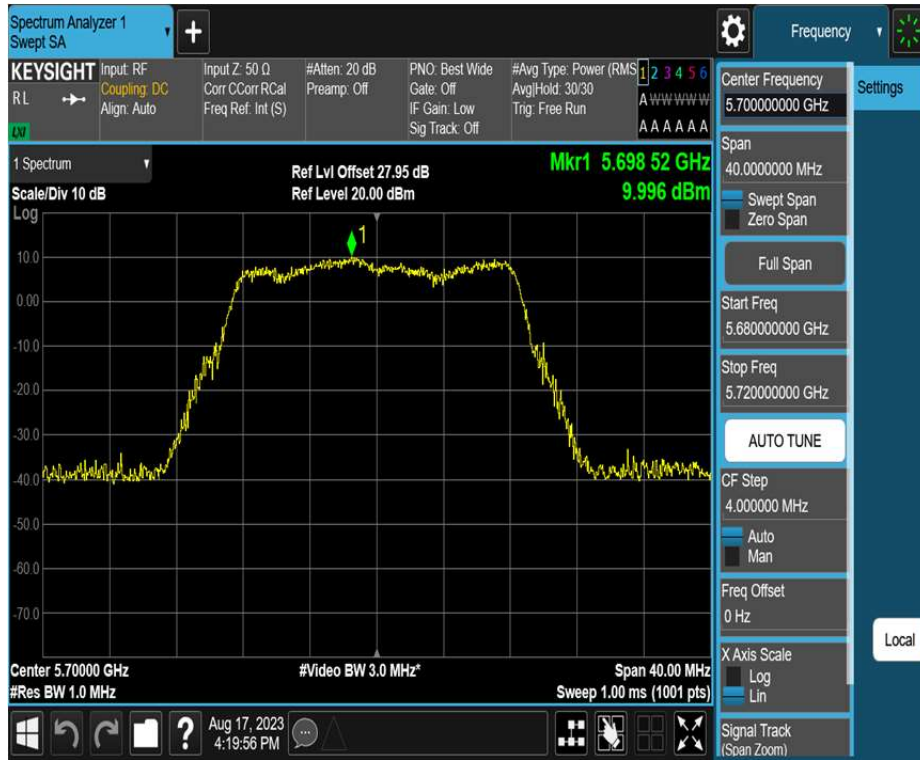 Spectrum Analyzer 1
Swept SA
+
Frequency
KEYSIGHT
RL
LXI
Input: RF
Coupling: DC
Align: Auto
Input Z: 50 Ω
Corr CCorr RCal
Freq Ref: Int (S)
#Atten: 20 dB
Preamp: Off
PNO: Best Wide
Gate: Off
IF Gain: Low
Sig Track: Off
#Avg Type: Power (RMS
Avg|Hold: 30/30
Trig: Free Run
1 2 3 4 5 6
A W W W W W
A A A A A A
1 Spectrum
Scale/Div 10 dB
Log
Ref Lvl Offset 27.95 dB
Ref Level 20.00 dBm
Mkr1 5.698 52 GHz
9.996 dBm
1
10.0
0.00
-10.0
-20.0
-30.0
-40.0
-50.0
-60.0
-70.0
Center 5.70000 GHz
#Res BW 1.0 MHz
#Video BW 3.0 MHz*
Span 40.00 MHz
Sweep 1.00 ms (1001 pts)
?
Aug 17, 2023
4:19:56 PM
Center Frequency
5.70000000 GHz
Span
40.0000000 MHz
Swept Span
Zero Span
Full Span
Start Freq
5.680000000 GHz
Stop Freq
5.720000000 GHz
AUTO TUNE
CF Step
4.000000 MHz
Auto
Man
Freq Offset
0 Hz
X Axis Scale
Log
Lin
Signal Track
(Span Zoom)
Settings
Local